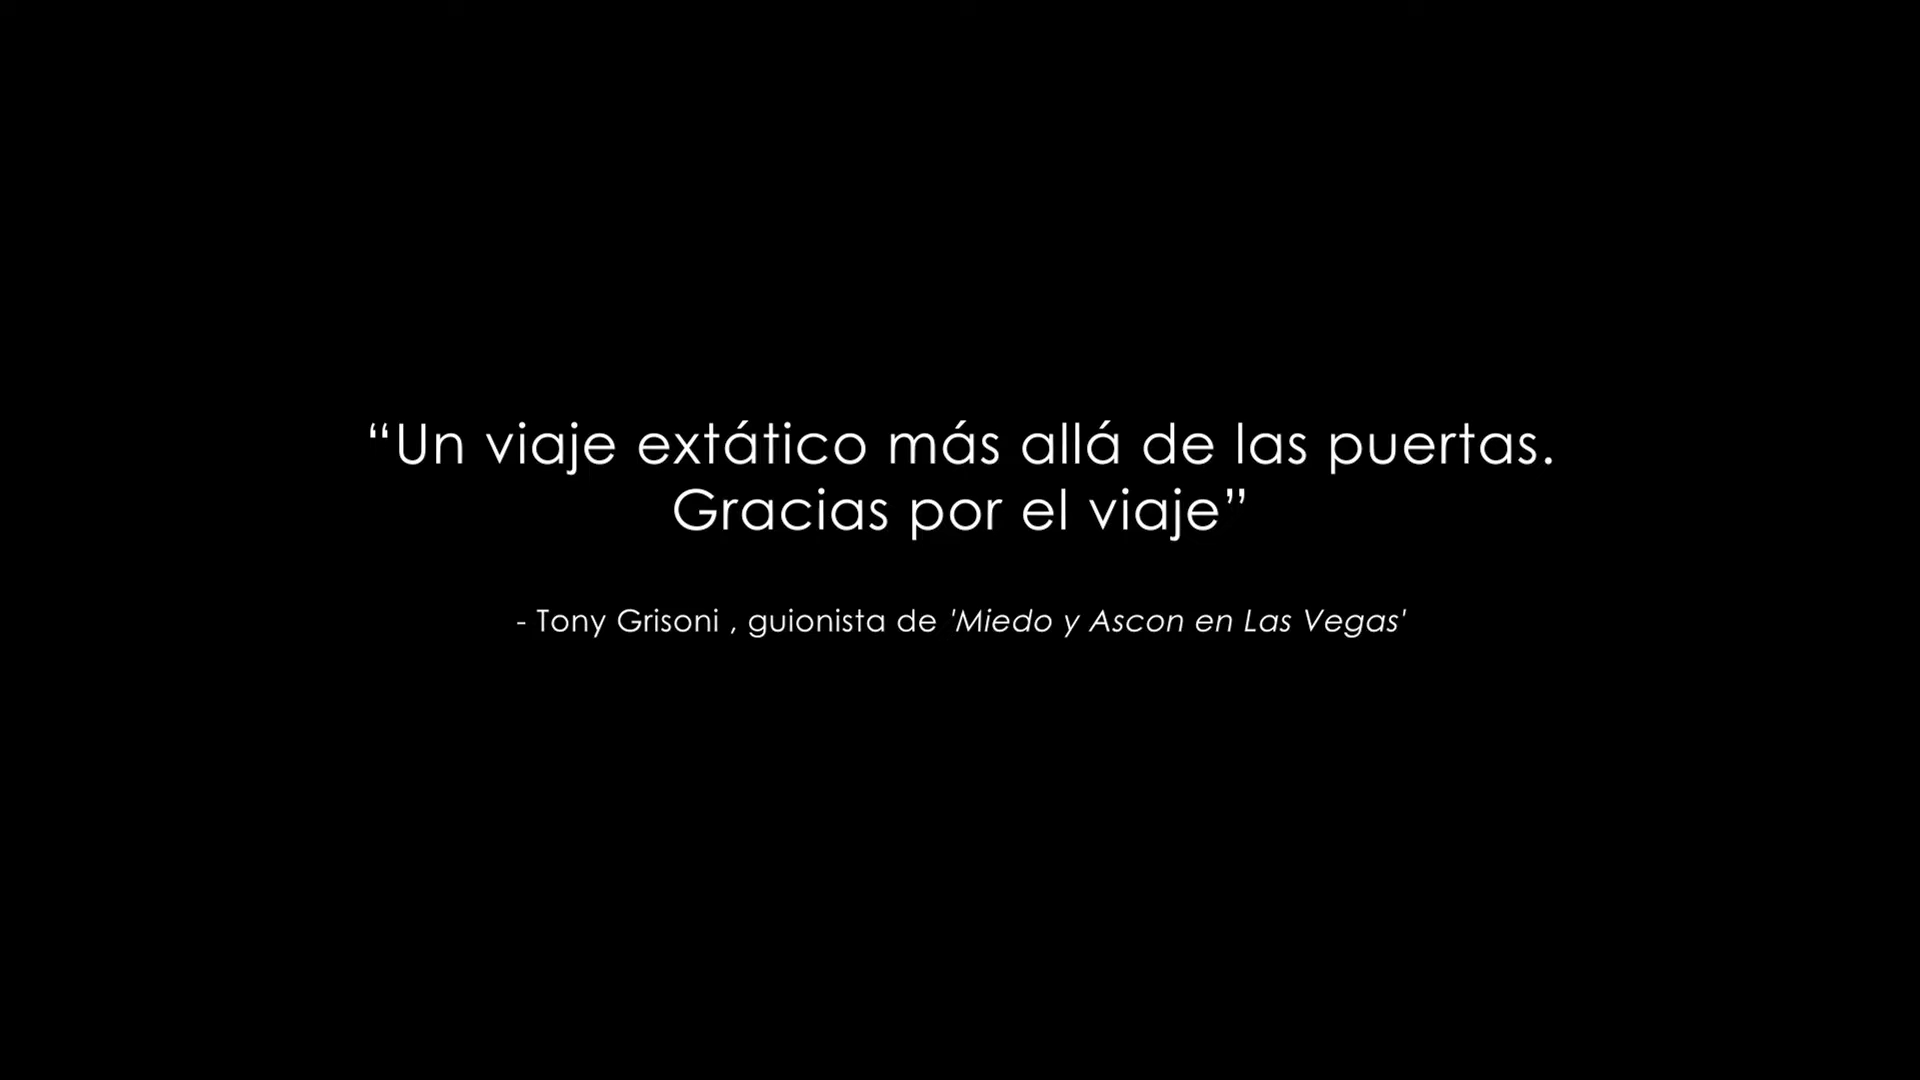 “Un viaje extático más allá de las puertas.
Gracias por el viaje”
- Tony Grisoni , guionista de 'Miedo y Ascon en Las Vegas'